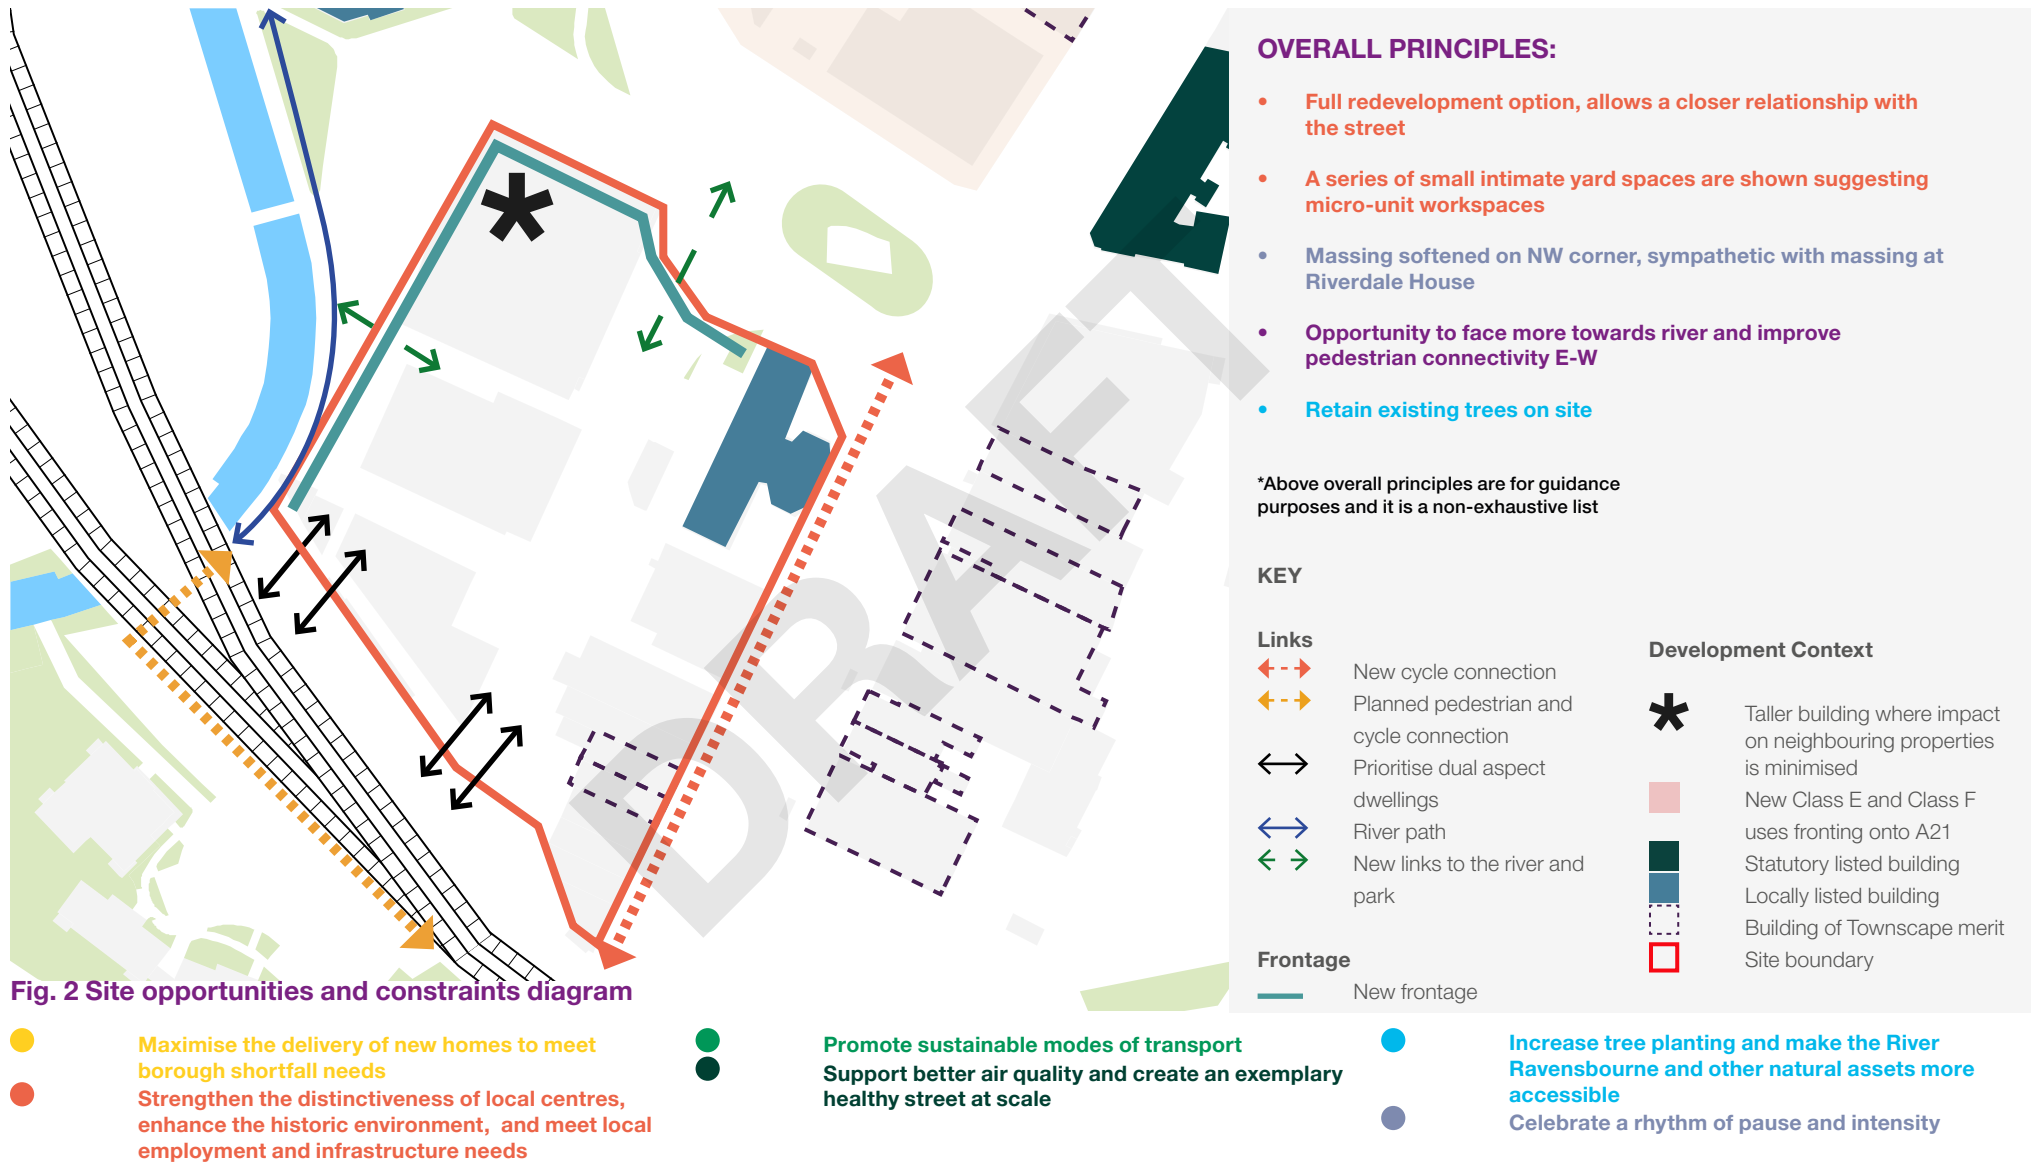 OVERALL PRINCIPLES:
• Full redevelopment option, allows a closer relationship with
the street
• A series of small intimate yard spaces are shown suggesting
micro-unit workspaces
• Massing softened on NW corner, sympathetic with massing at
Riverdale House
• Opportunity to face more towards river and improve
pedestrian connectivity E-W
• Retain existing trees on site
*Above overall principles are for guidance
purposes and it is a non-exhaustive list
KEY
Links
New cycle connection
Planned pedestrian and
cycle connection
Prioritise dual aspect
dwellings
River path
New links to the river and
park
Frontage
New frontage
Development Context
Taller building where impact
on neighbouring properties
is minimised
New Class E and Class F
uses fronting onto A21
Statutory listed building
Locally listed building
Building of Townscape merit
Site boundary
DRAFT
Fig. 2 Site opportunities and constraints diagram
Maximise the delivery of new homes to meet
borough shortfall needs
Strengthen the distinctiveness of local centres,
enhance the historic environment,  and meet local
employment and infrastructure needs
Promote sustainable modes of transport
Support better air quality and create an exemplary
healthy street at scale
Increase tree planting and make the River
Ravensbourne and other natural assets more
accessible
Celebrate a rhythm of pause and intensity